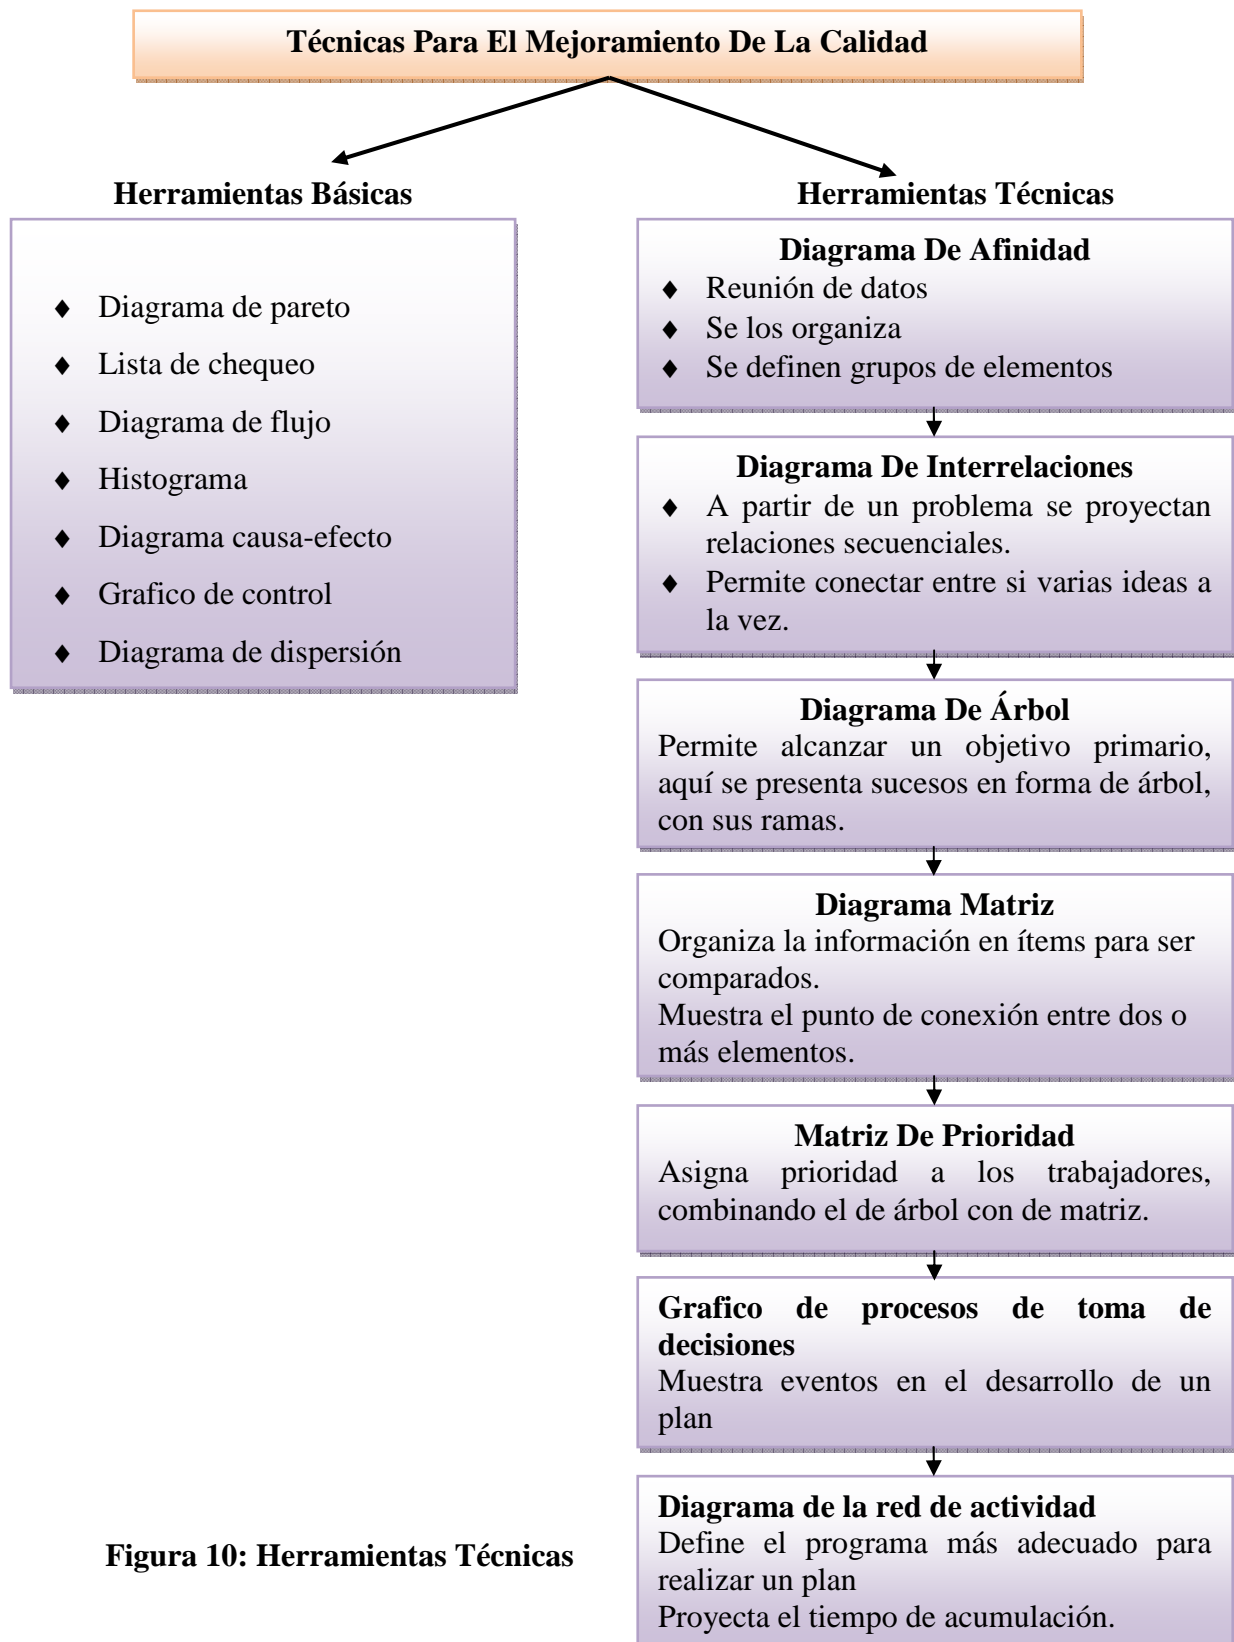 Técnicas Para El Mejoramiento De La Calidad
Herramientas Básicas
♦ Diagrama de pareto
♦ Lista de chequeo
♦ Diagrama de flujo
♦ Histograma
♦ Diagrama causa-efecto
♦ Grafico de control
♦ Diagrama de dispersión
Herramientas Técnicas
Diagrama De Afinidad
♦ Reunión de datos
♦ Se los organiza
♦ Se definen grupos de elementos
Diagrama De Interrelaciones
♦ A partir de un problema se proyectan
relaciones secuenciales.
♦ Permite conectar entre si varias ideas a
la vez.
Diagrama De Árbol
Permite alcanzar un objetivo primario,
aquí se presenta sucesos en forma de árbol,
con sus ramas.
Diagrama Matriz
Organiza la información en ítems para ser
comparados.
Muestra el punto de conexión entre dos o
más elementos.
Matriz De Prioridad
Asigna prioridad a los trabajadores,
combinando el de árbol con de matriz.
Grafico de procesos de toma de
decisiones
Muestra eventos en el desarrollo de un
plan
Diagrama de la red de actividad
Define el programa más adecuado para
realizar un plan
Proyecta el tiempo de acumulación.
Figura 10: Herramientas Técnicas